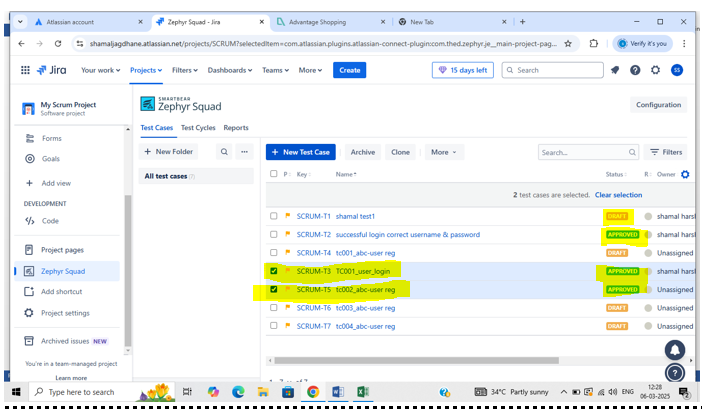 Atlassian account
Zephyr Squad - Jira
Advantage Shopping
New Tab
shamaljagdhane.atlassian.net/projects/SCRUM?selectedItem=com.atlassian.plugins.atlassian-connect-plugin:com.thed.zephyr.je__main-project-pag...
Verify it's you
Jira
Your work
Projects
Filters
Dashboards
Teams
More
Create
15 days left
Search
SS
My Scrum Project
Software project
SMARTBEAR
Zephyr Squad
Configuration
Test Cases
Test Cycles
Reports
Forms
Goals
Add view
DEVELOPMENT
Code
Project pages
Zephyr Squad
Add shortcut
Project settings
Archived issues NEW
You're in a team-managed project
Learn more
+ New Folder
All test cases (7)
+ New Test Case
Archive
Clone
More
Search...
Filters
P Key Name Status R Owner
2 test cases are selected. Clear selection
SCRUM-T1 shamal test1 DRAFT shamal harsh
SCRUM-T2 successful login correct username & password APPROVED shamal harsh
SCRUM-T4 tc001_abc-user reg DRAFT Unassigned
SCRUM-T3 TC001_user_login APPROVED shamal harsh
SCRUM-T5 tc002_abc-user reg APPROVED Unassigned
SCRUM-T6 tc003_abc-user reg DRAFT Unassigned
SCRUM-T7 tc004_abc-user reg DRAFT Unassigned
Type here to search
34°C Partly sunny
ENG
12:28
06-03-2025